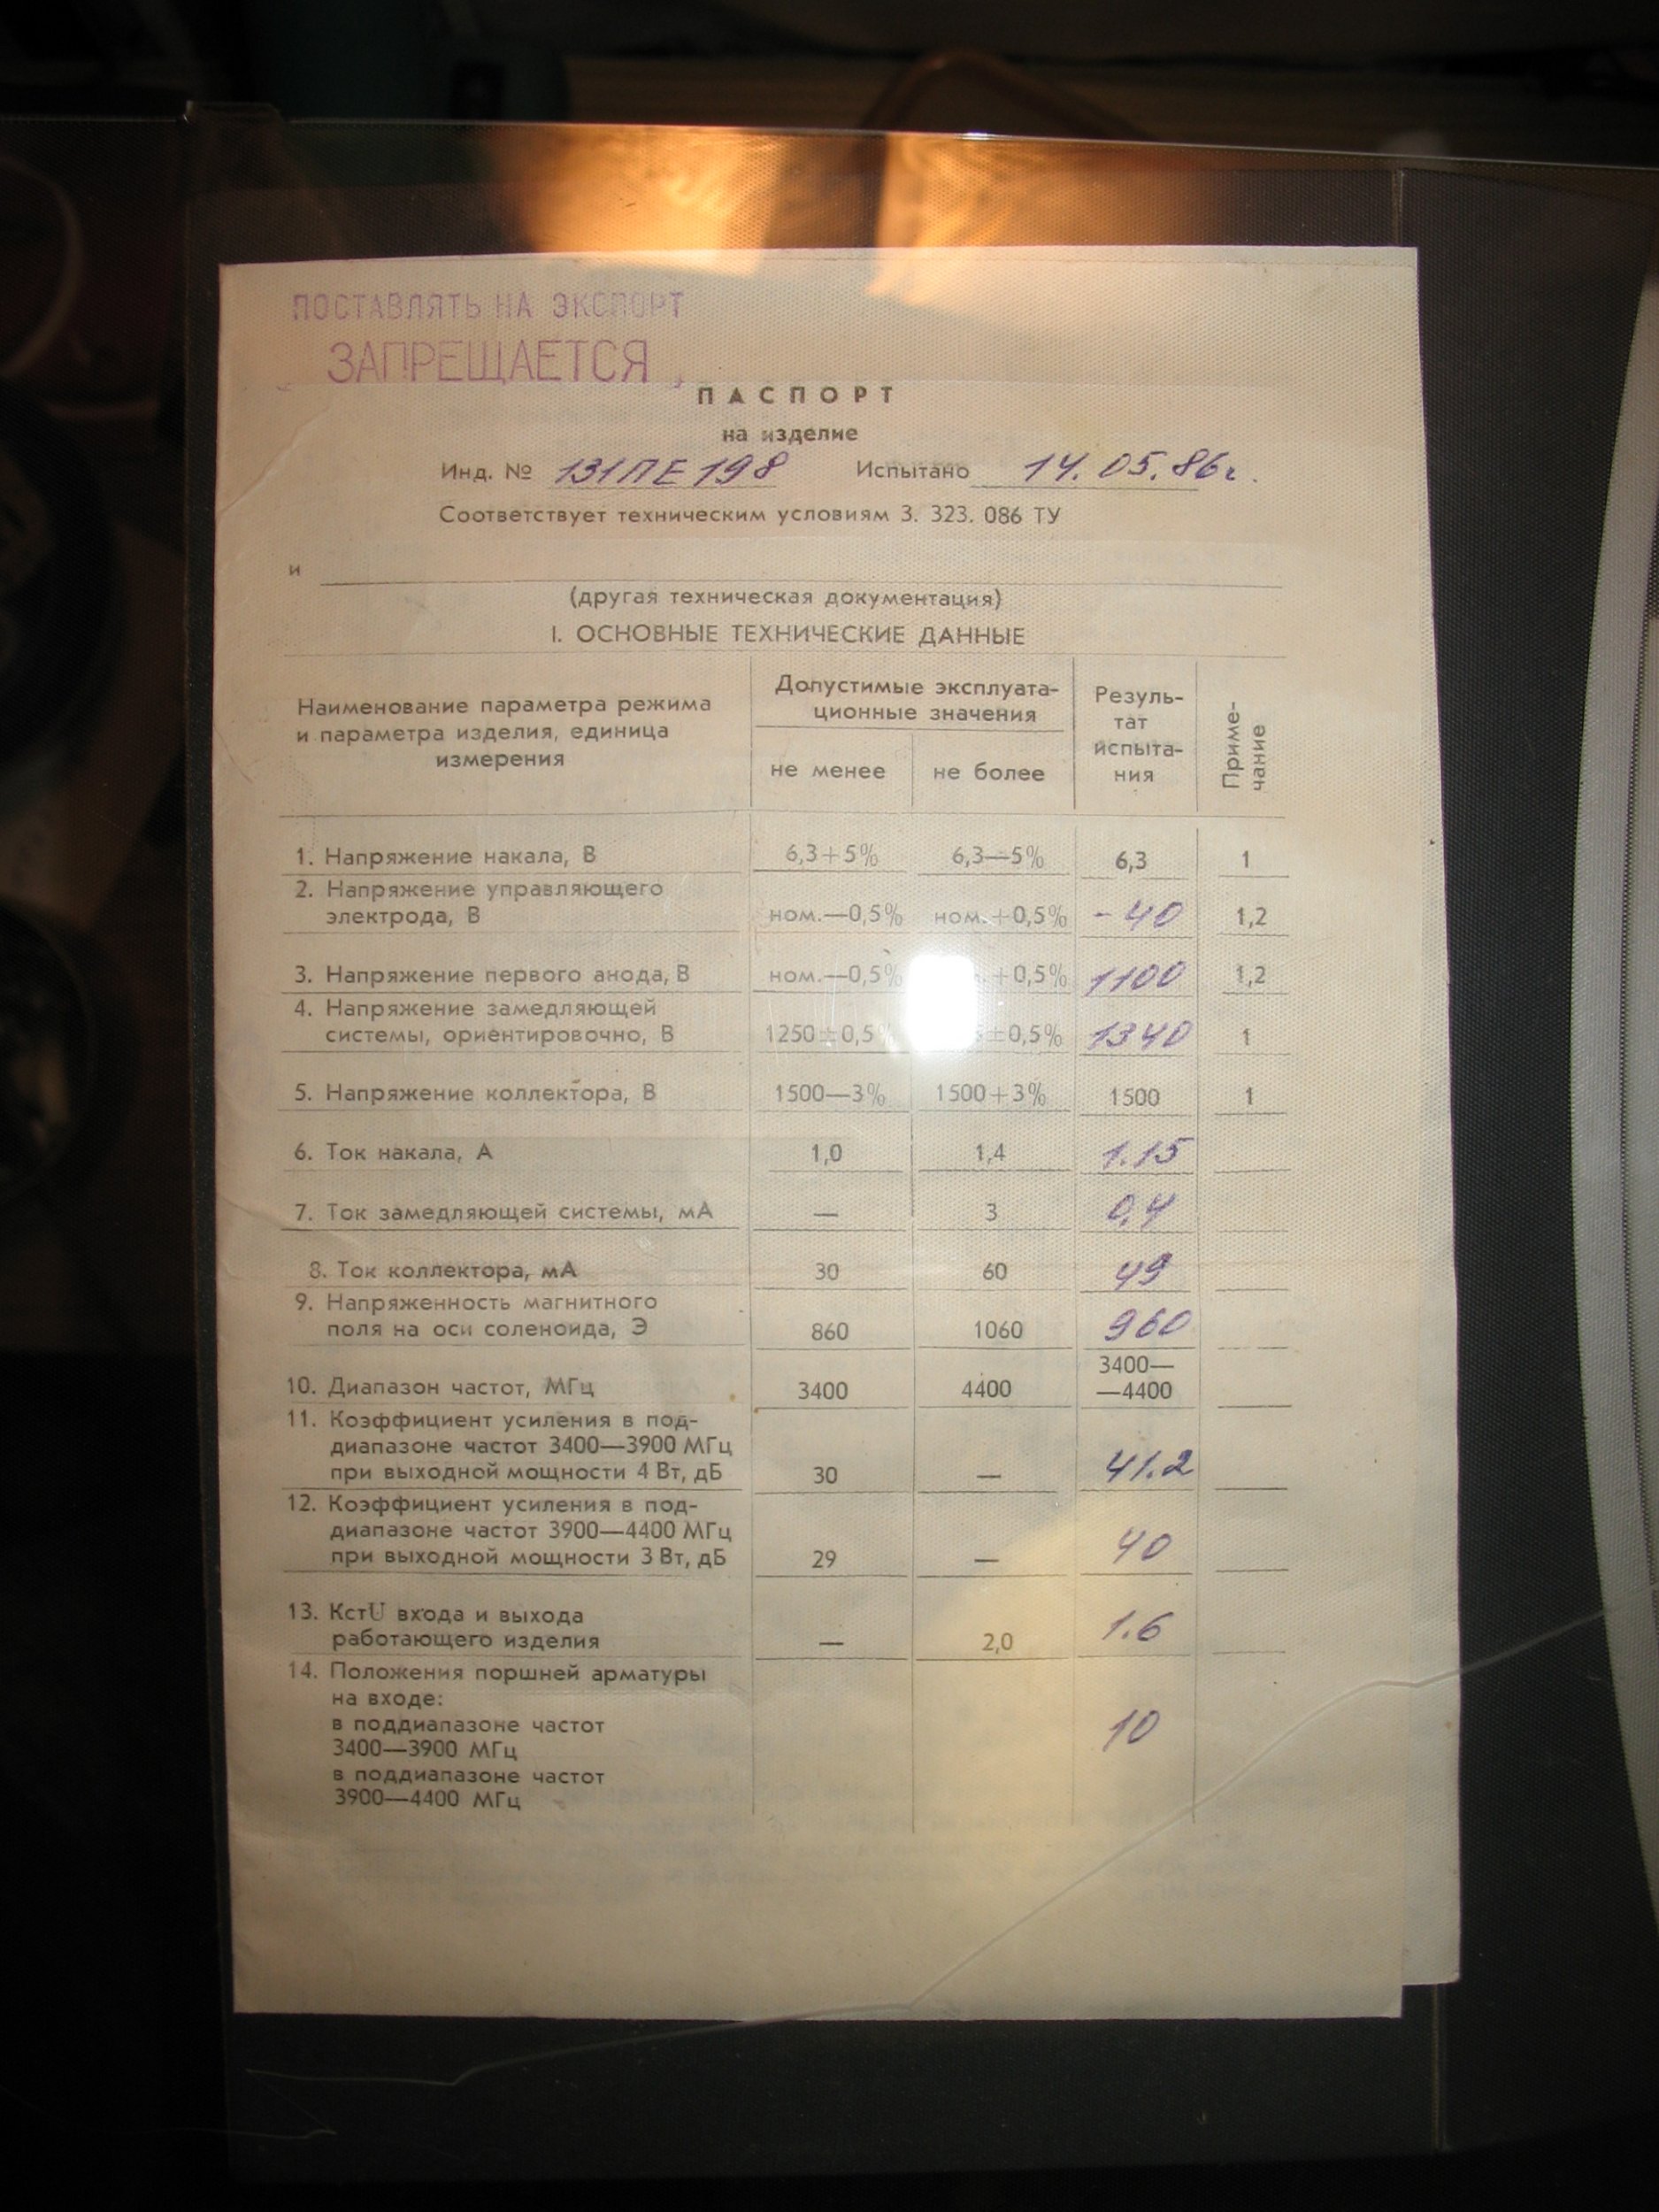 ПОСТАВЛЯТЬ НА ЭКСПОРТ
ЗАПРЕЩАЕТСЯ
ПАСПОРТ
на изделие
Инд. № 131ПЕ198 Испытано 14.05.86г.
Соответствует техническим условиям 3. 323. 086 ТУ
и
(другая техническая документация)
I. ОСНОВНЫЕ ТЕХНИЧЕСКИЕ ДАННЫЕ
Наименование параметра режима
и параметра изделия, единица
измерения
Допустимые эксплуата-
ционные значения
не менее не более
Резуль-
тат
испыта-
ния
Приме-
чание
1. Напряжение накала, В 6,3+5% 6,3—5% 6,3 1
2. Напряжение управляющего
электрода, В ном.—0,5% ном.+0,5% -40 1,2
3. Напряжение первого анода, В ном.—0,5% +0,5% 1100 1,2
4. Напряжение замедляющей
системы, ориентировочно, В 1250±0,5% ±0,5% 1340 1
5. Напряжение коллектора, В 1500—3% 1500+3% 1500 1
6. Ток накала, А 1,0 1,4 1.15
7. Ток замедляющей системы, мА — 3 0,4
8. Ток коллектора, мА 30 60 49
9. Напряженность магнитного
поля на оси соленоида, Э 860 1060 960
10. Диапазон частот, МГц 3400 4400 3400—
—4400
11. Коэффициент усиления в под-
диапазоне частот 3400—3900 МГц
при выходной мощности 4 Вт, дБ 30 — 41.2
12. Коэффициент усиления в под-
диапазоне частот 3900—4400 МГц
при выходной мощности 3 Вт, дБ 29 — 40
13. КстU входа и выхода
работающего изделия — 2,0 1.6
14. Положения поршней арматуры
на входе:
в поддиапазоне частот
3400—3900 МГц 10
в поддиапазоне частот
3900—4400 МГц